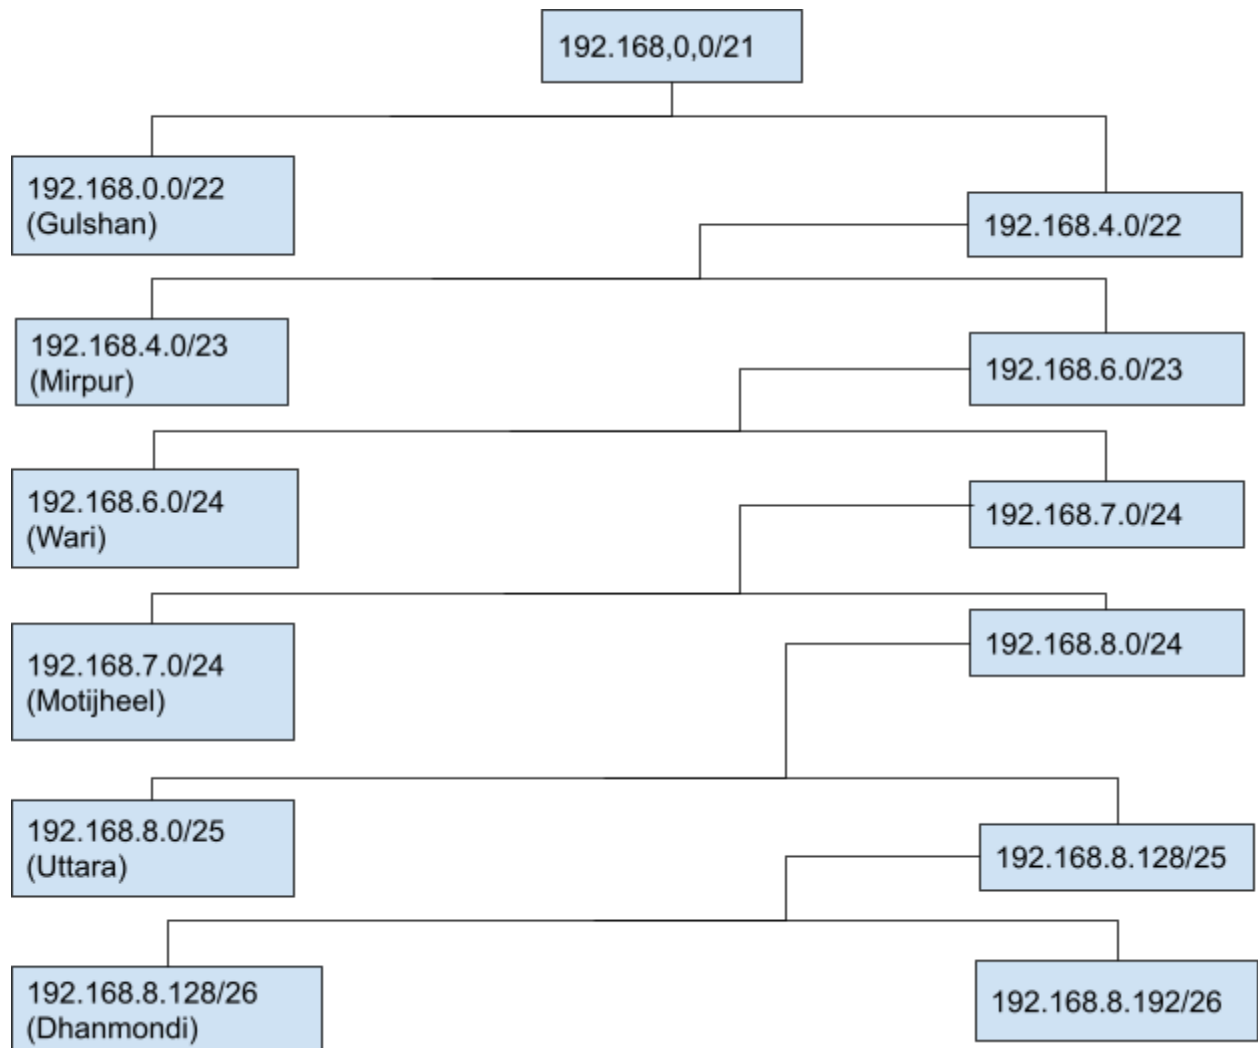 192.168,0,0/21
192.168.0.0/22
(Gulshan)
192.168.4.0/22
192.168.4.0/23
(Mirpur)
192.168.6.0/23
192.168.6.0/24
(Wari)
192.168.7.0/24
192.168.7.0/24
(Motijheel)
192.168.8.0/24
192.168.8.0/25
(Uttara)
192.168.8.128/25
192.168.8.128/26
(Dhanmondi)
192.168.8.192/26